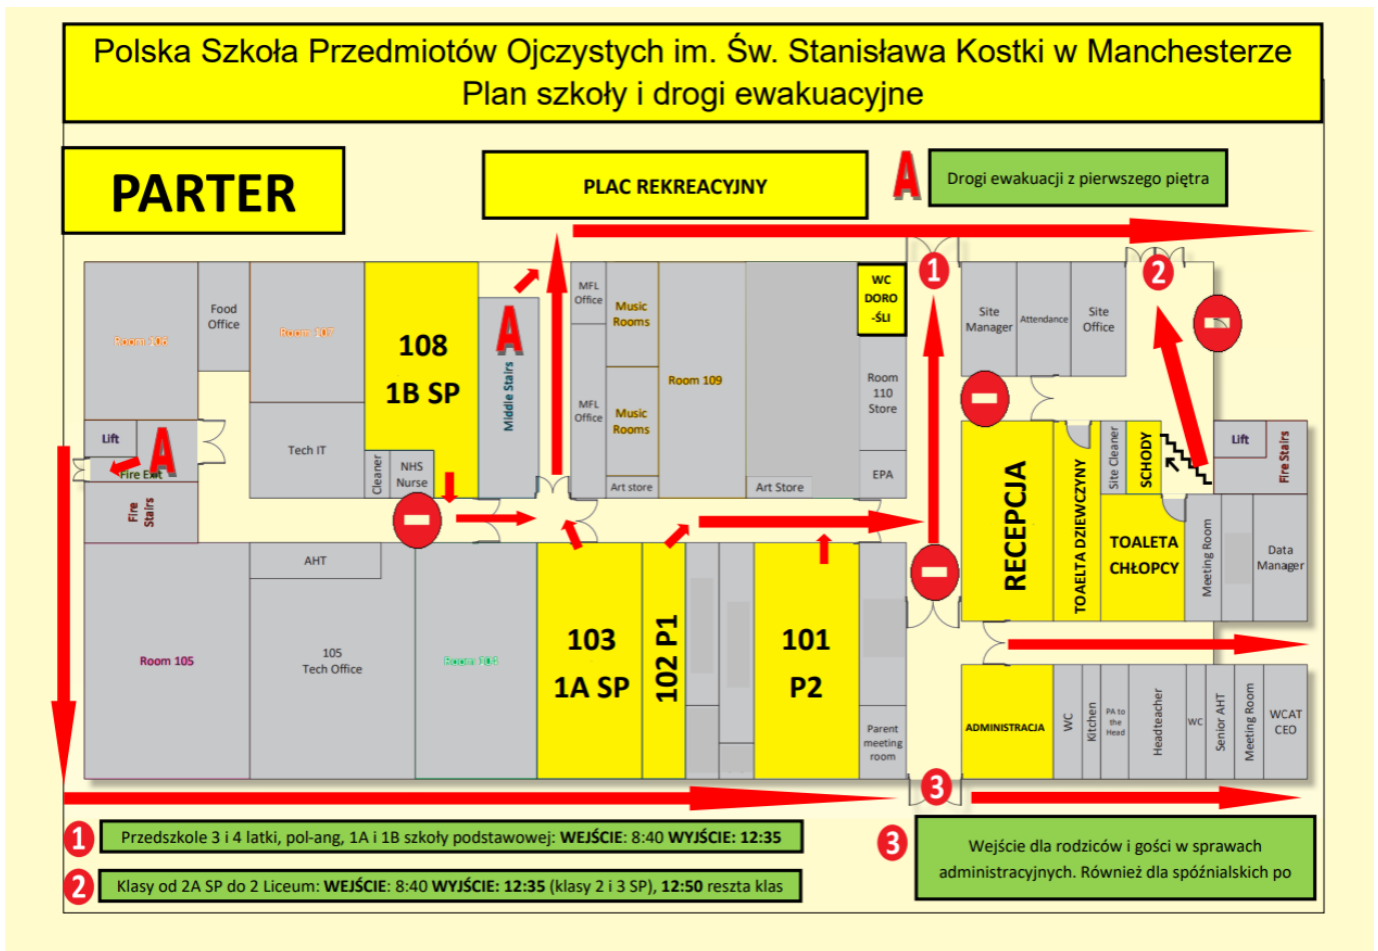 Polska Szkoła Przedmiotów Ojczystych im. Św. Stanisława Kostki w Manchesterze
Plan szkoły i drogi ewakuacyjne
PARTER
PLAC REKREACYJNY
A
Drogi ewakuacji z pierwszego piętra
Room 106
Food
Office
Room 107
108
1B SP
A
Middle Stairs
MFL
Office
Music
Rooms
MFL
Office
Music
Rooms
Room 109
WC
DORO
-ŚLI
1
Site
Manager
Attendance
Site
Office
2
Room
110
Store
Lift
A
Fire Exit
Fire
Stairs
Tech IT
Cleaner
NHS
Nurse
Art store
Art Store
EPA
RECEPCJA
TOAELTA DZIEWCZYNY
Site Cleaner
SCHODY
TOALETA
CHŁOPCY
Lift
Fire Stairs
Meeting Room
Data
Manager
AHT
Room 105
105
Tech Office
Room 104
103
1A SP
102 P1
101
P2
Parent
meeting
room
ADMINISTRACJA
WC
Kitchen
PA to
the
Head
Headteacher
WC
Senior AHT
Meeting Room
WCAT
CEO
3
1
Przedszkole 3 i 4 latki, pol-ang, 1A i 1B szkoły podstawowej: WEJŚCIE: 8:40 WYJŚCIE: 12:35
2
Klasy od 2A SP do 2 Liceum: WEJŚCIE: 8:40 WYJŚCIE: 12:35 (klasy 2 i 3 SP), 12:50 reszta klas
3
Wejście dla rodziców i gości w sprawach
administracyjnych. Również dla spóźnialskich po